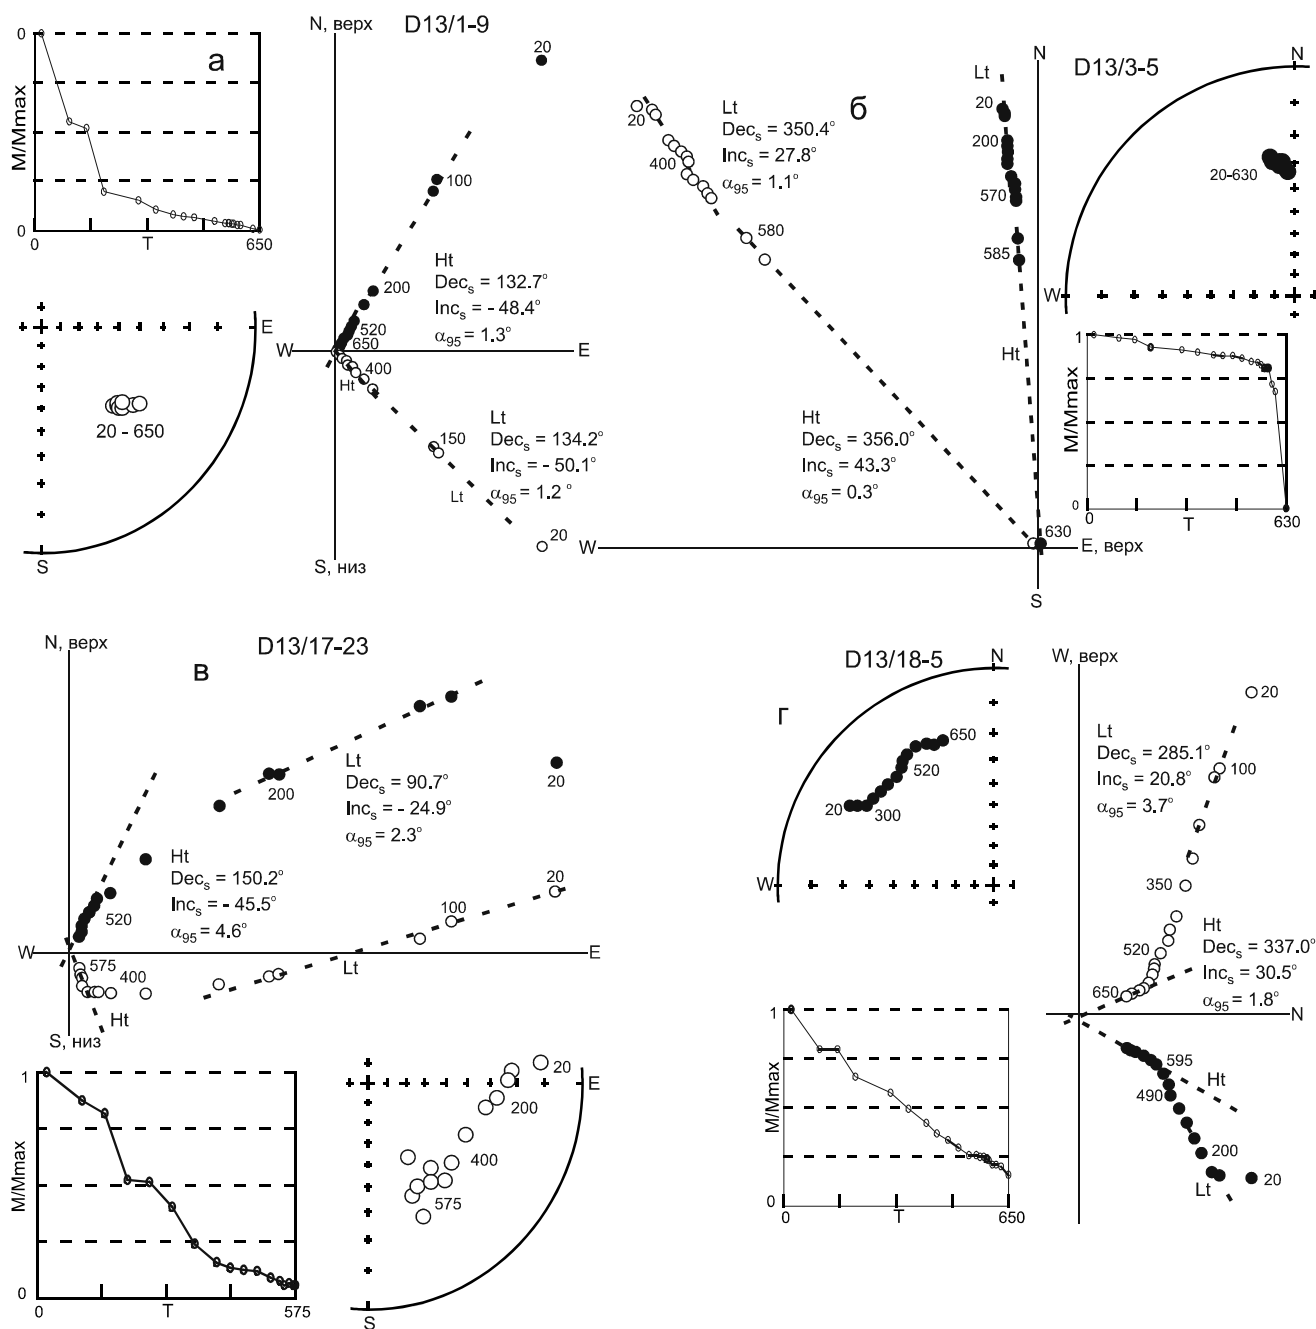 D13/1-9
N, верх
а
0
M/Mmax
0
0
T
650
20
100
200
520
650
W
E
400
Ht
150
Lt
20
S, низ
Ht
Decs = 132.7°
Incs = - 48.4°
α95 = 1.3°
Lt
Decs = 134.2°
Incs = - 50.1°
α95 = 1.2 °
E
20 - 650
S
D13/3-5
б
N
Lt
20
200
570
585
Ht
20
400
580
630
W
E, верх
S
Lt
Decs = 350.4°
Incs = 27.8°
α95 = 1.1°
Ht
Decs = 356.0°
Incs = 43.3°
α95 = 0.3°
N
20-630
W
1
M/Mmax
0
0
T
630
D13/17-23
N, верх
в
200
20
Lt
Decs = 90.7°
Incs = - 24.9°
α95 = 2.3°
Ht
Decs = 150.2°
Incs = - 45.5°
α95 = 4.6°
520
20
100
W
E
Lt
575
400
Ht
S, низ
1
M/Mmax
0
0
T
575
20
E
200
400
575
S
D13/18-5
г
N
650
520
20
300
W
W, верх
20
Lt
Decs = 285.1°
Incs = 20.8°
α95 = 3.7°
100
350
Ht
Decs = 337.0°
Incs = 30.5°
α95 = 1.8°
520
650
N
595
Ht
490
200
Lt
20
1
M/Mmax
0
0
T
650